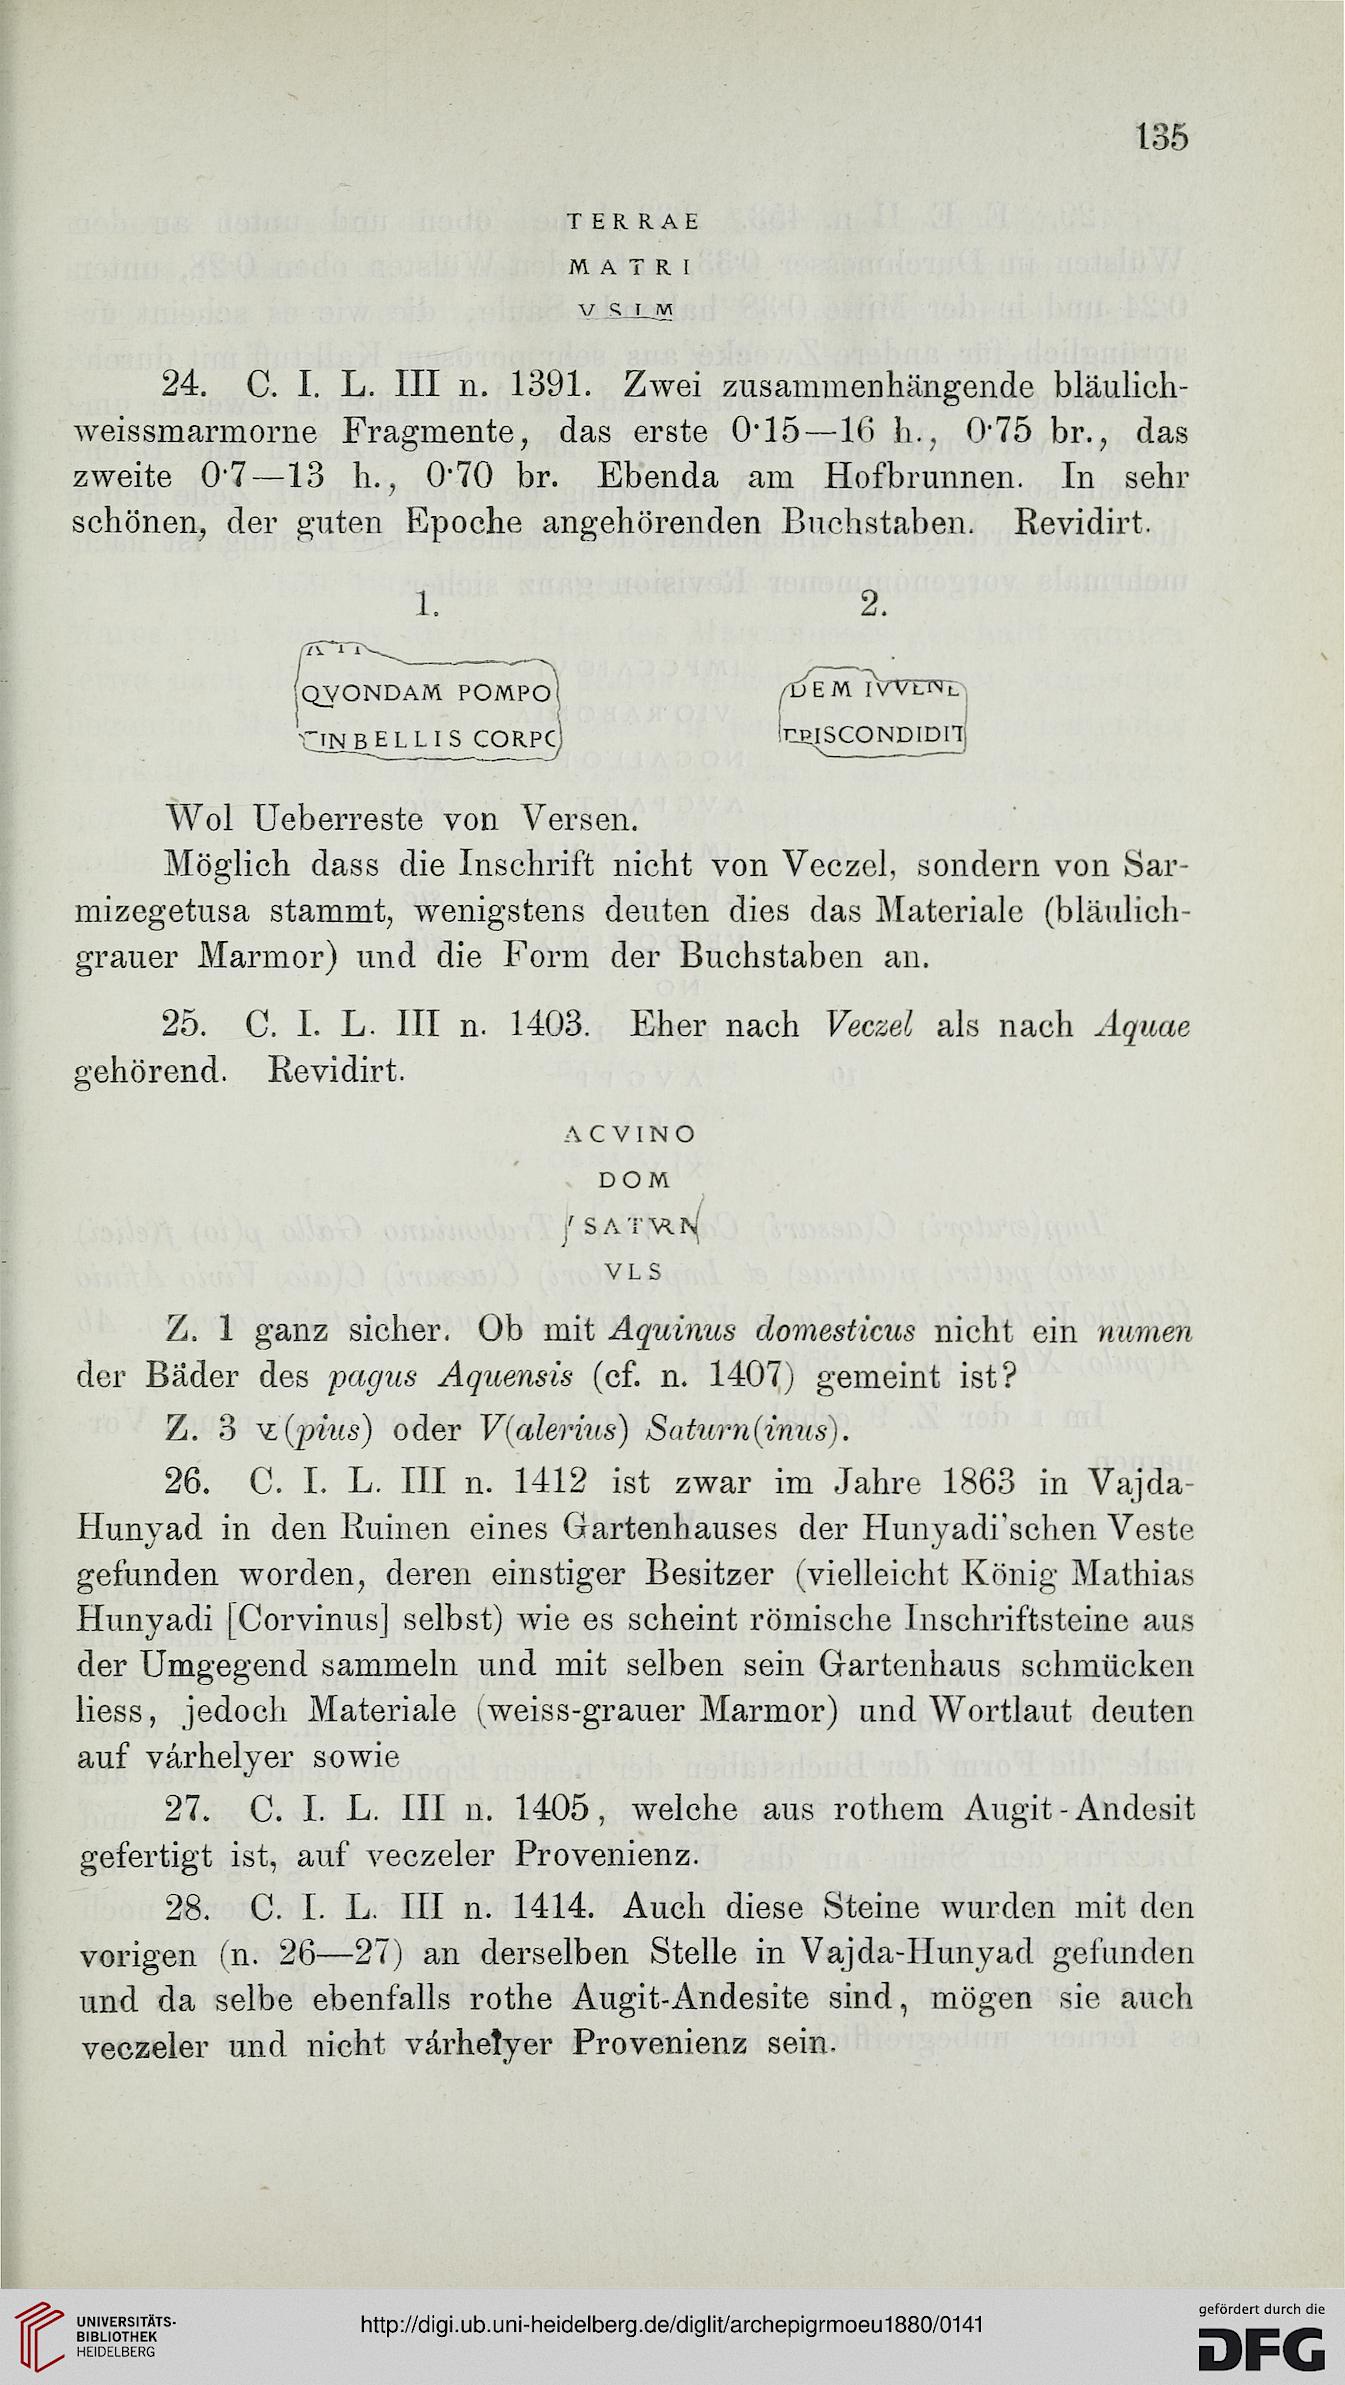 135
TERRAE
MATRI
VSLM
24. C. I. L. III n. 1391. Zwei zusammenhängende bläulich-
weissmarmorne Fragmente, das erste 0·15—16 h., 0·75 br., das
zweite 0·7—13 h., 0·70 br. Ebenda am Hofbrunnen. In sehr
schönen, der guten Epoche angehörenden Buchstaben. Revidirt.
1. 2.
QVONDAM POMPO
INBELLIS CORPC
DEM IVVENE
ISCONDIDIT
Wol Ueberreste von Versen.
Möglich dass die Inschrift nicht von Veczel, sondern von Sar-
mizegetusa stammt, wenigstens deuten dies das Materiale (bläulich-
grauer Marmor) und die Form der Buchstaben an.
25. C. I. L. III n. 1403. Eher nach Veczel als nach Aquae
gehörend. Revidirt.
ACVINO
DOM
SATVRN
VLS
Z. 1 ganz sicher. Ob mit Aquinus domesticus nicht ein numen
der Bäder des pagus Aquensis (cf. n. 1407) gemeint ist?
Z. 3 (pius) oder V(alerius) Saturn(inus).
26. C. I. L. III n. 1412 ist zwar im Jahre 1863 in Vajda-
Hunyad in den Ruinen eines Gartenhauses der Hunyadi'schen Veste
gefunden worden, deren einstiger Besitzer (vielleicht König Mathias
Hunyadi [Corvinus] selbst) wie es scheint römische Inschriftsteine aus
der Umgegend sammeln und mit selben sein Gartenhaus schmücken
liess, jedoch Materiale (weiss-grauer Marmor) und Wortlaut deuten
auf várhelyer sowie
27. C. I. L. III n. 1405, welche aus rothem Augit-Andesit
gefertigt ist, auf veczeler Provenienz.
28. C. I. L. III n. 1414. Auch diese Steine wurden mit den
vorigen (n. 26—27) an derselben Stelle in Vajda-Hunyad gefunden
und da selbe ebenfalls rothe Augit-Andesite sind, mögen sie auch
veczeler und nicht várhelyer Provenienz sein.
UNIVERSITÄTS-
BIBLIOTHEK
HEIDELBERG
http://digi.ub.uni-heidelberg.de/diglit/archepigrmoeu1880/0141
gefördert durch die
DFG